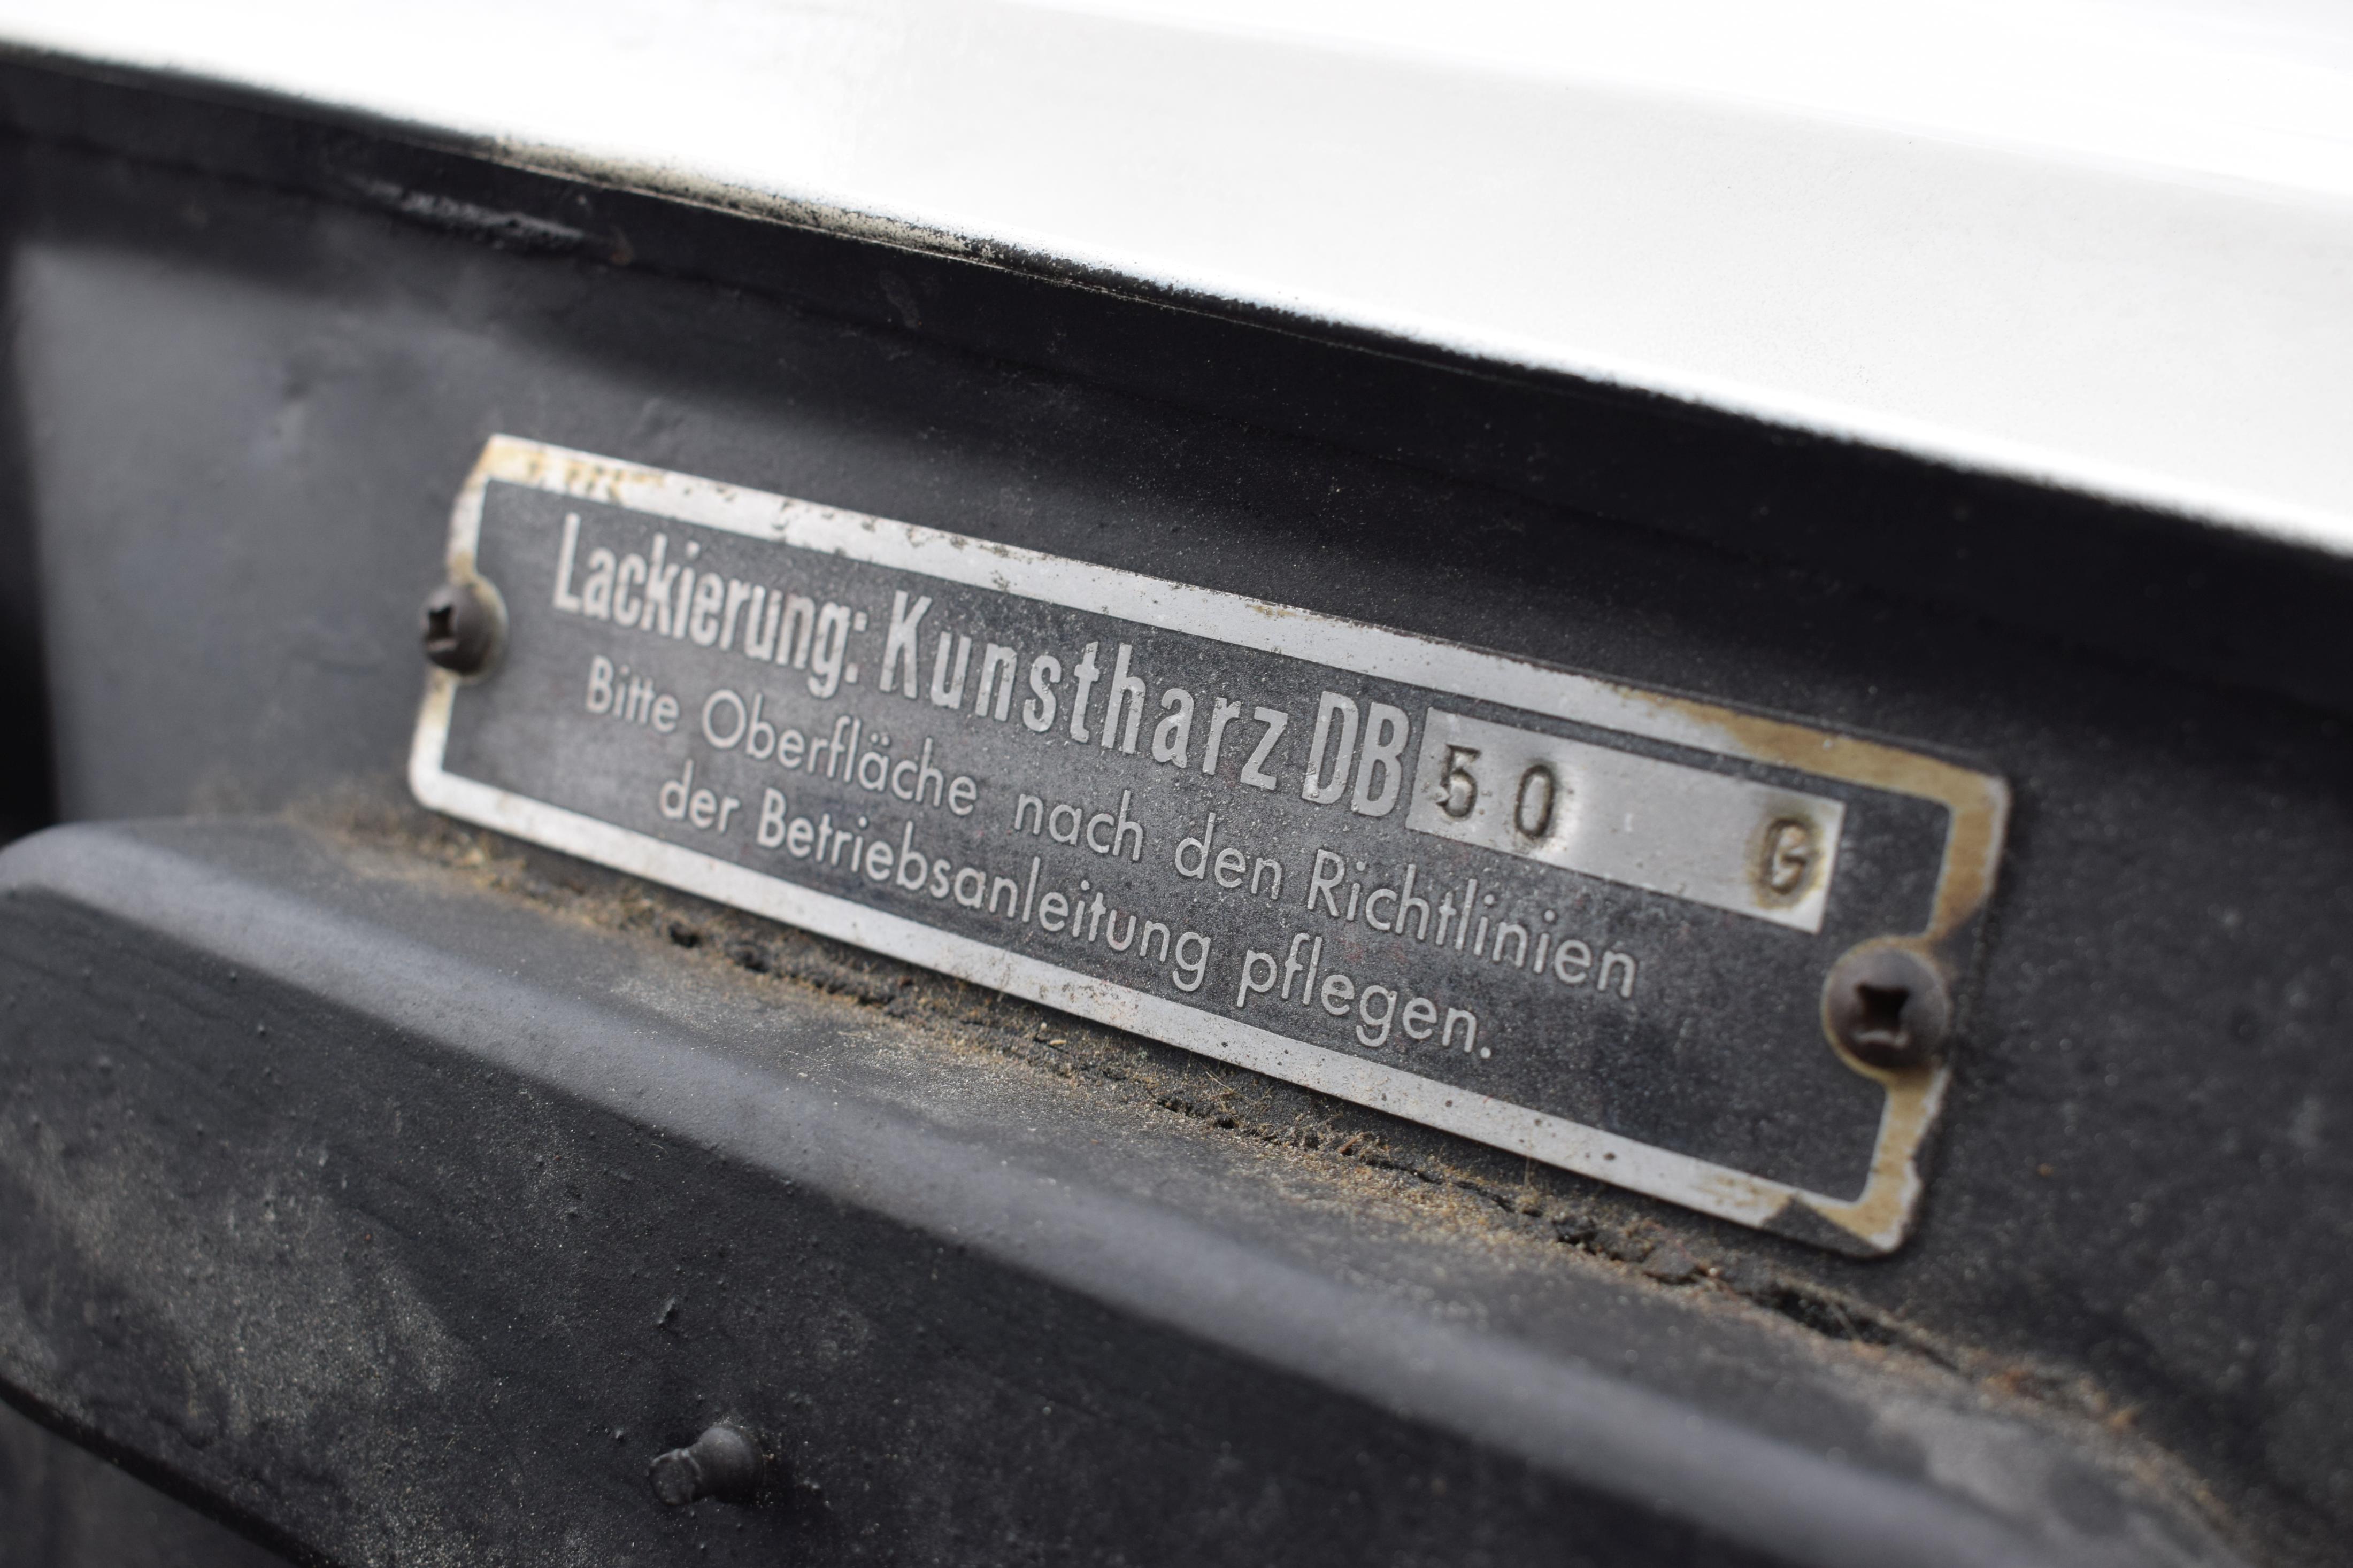 Lackierung: Kunstharz DB 50 G
Bitte Oberfläche nach den Richtlinien
der Betriebsanleitung pflegen.